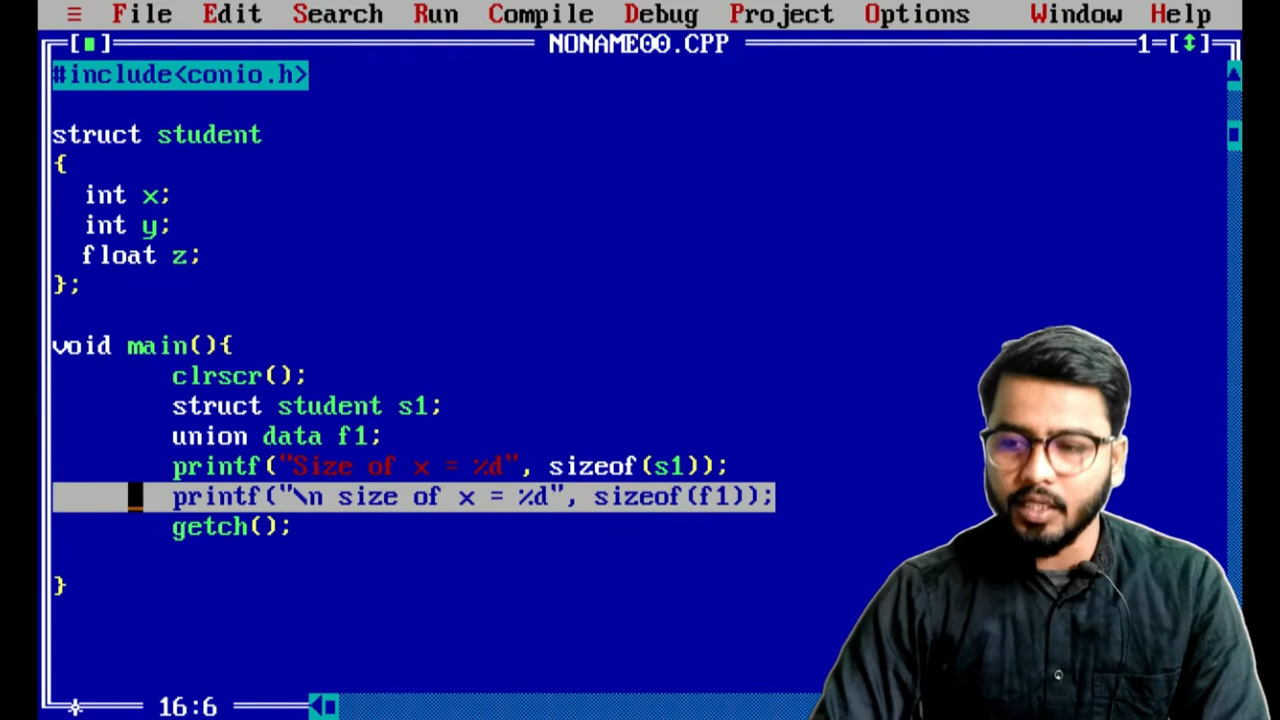 ≡ File Edit Search Run Compile Debug Project Options Window Help
[■] NONAME00.CPP 1=[↕]
#include<conio.h>
struct student
{
int x;
int y;
float z;
};
void main(){
clrscr();
struct student s1;
union data f1;
printf("Size of x = %d", sizeof(s1));
printf("\n size of x = %d", sizeof(f1));
getch();
}
16:6